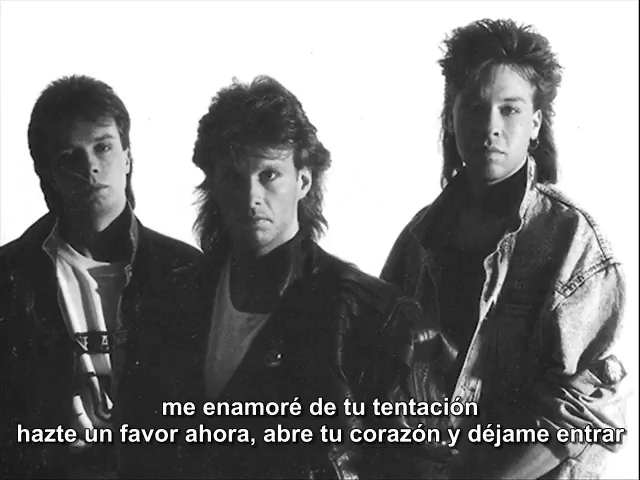 me enamoré de tu tentación
hazte un favor ahora, abre tu corazón y déjame entrar